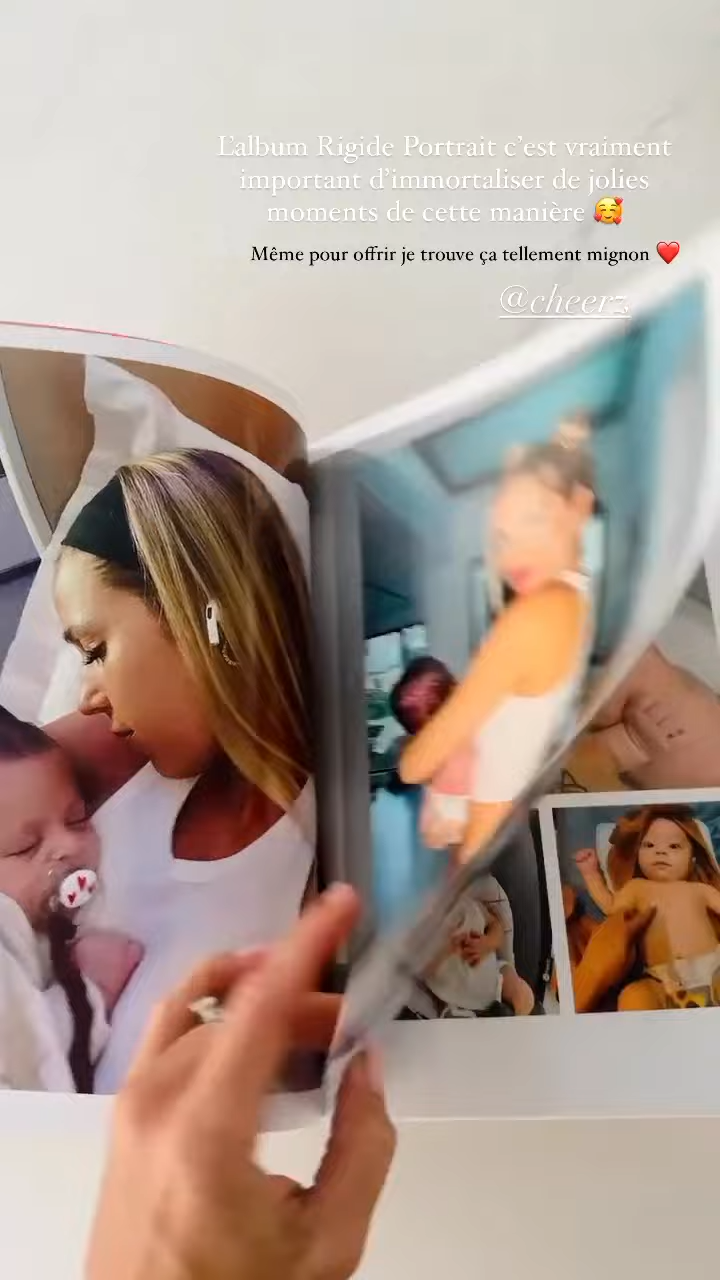 L'album Rigide Portrait c'est vraiment
important d'immortaliser de jolies
moments de cette manière 🥰
Même pour offrir je trouve ça tellement mignon ❤️
@cheerz